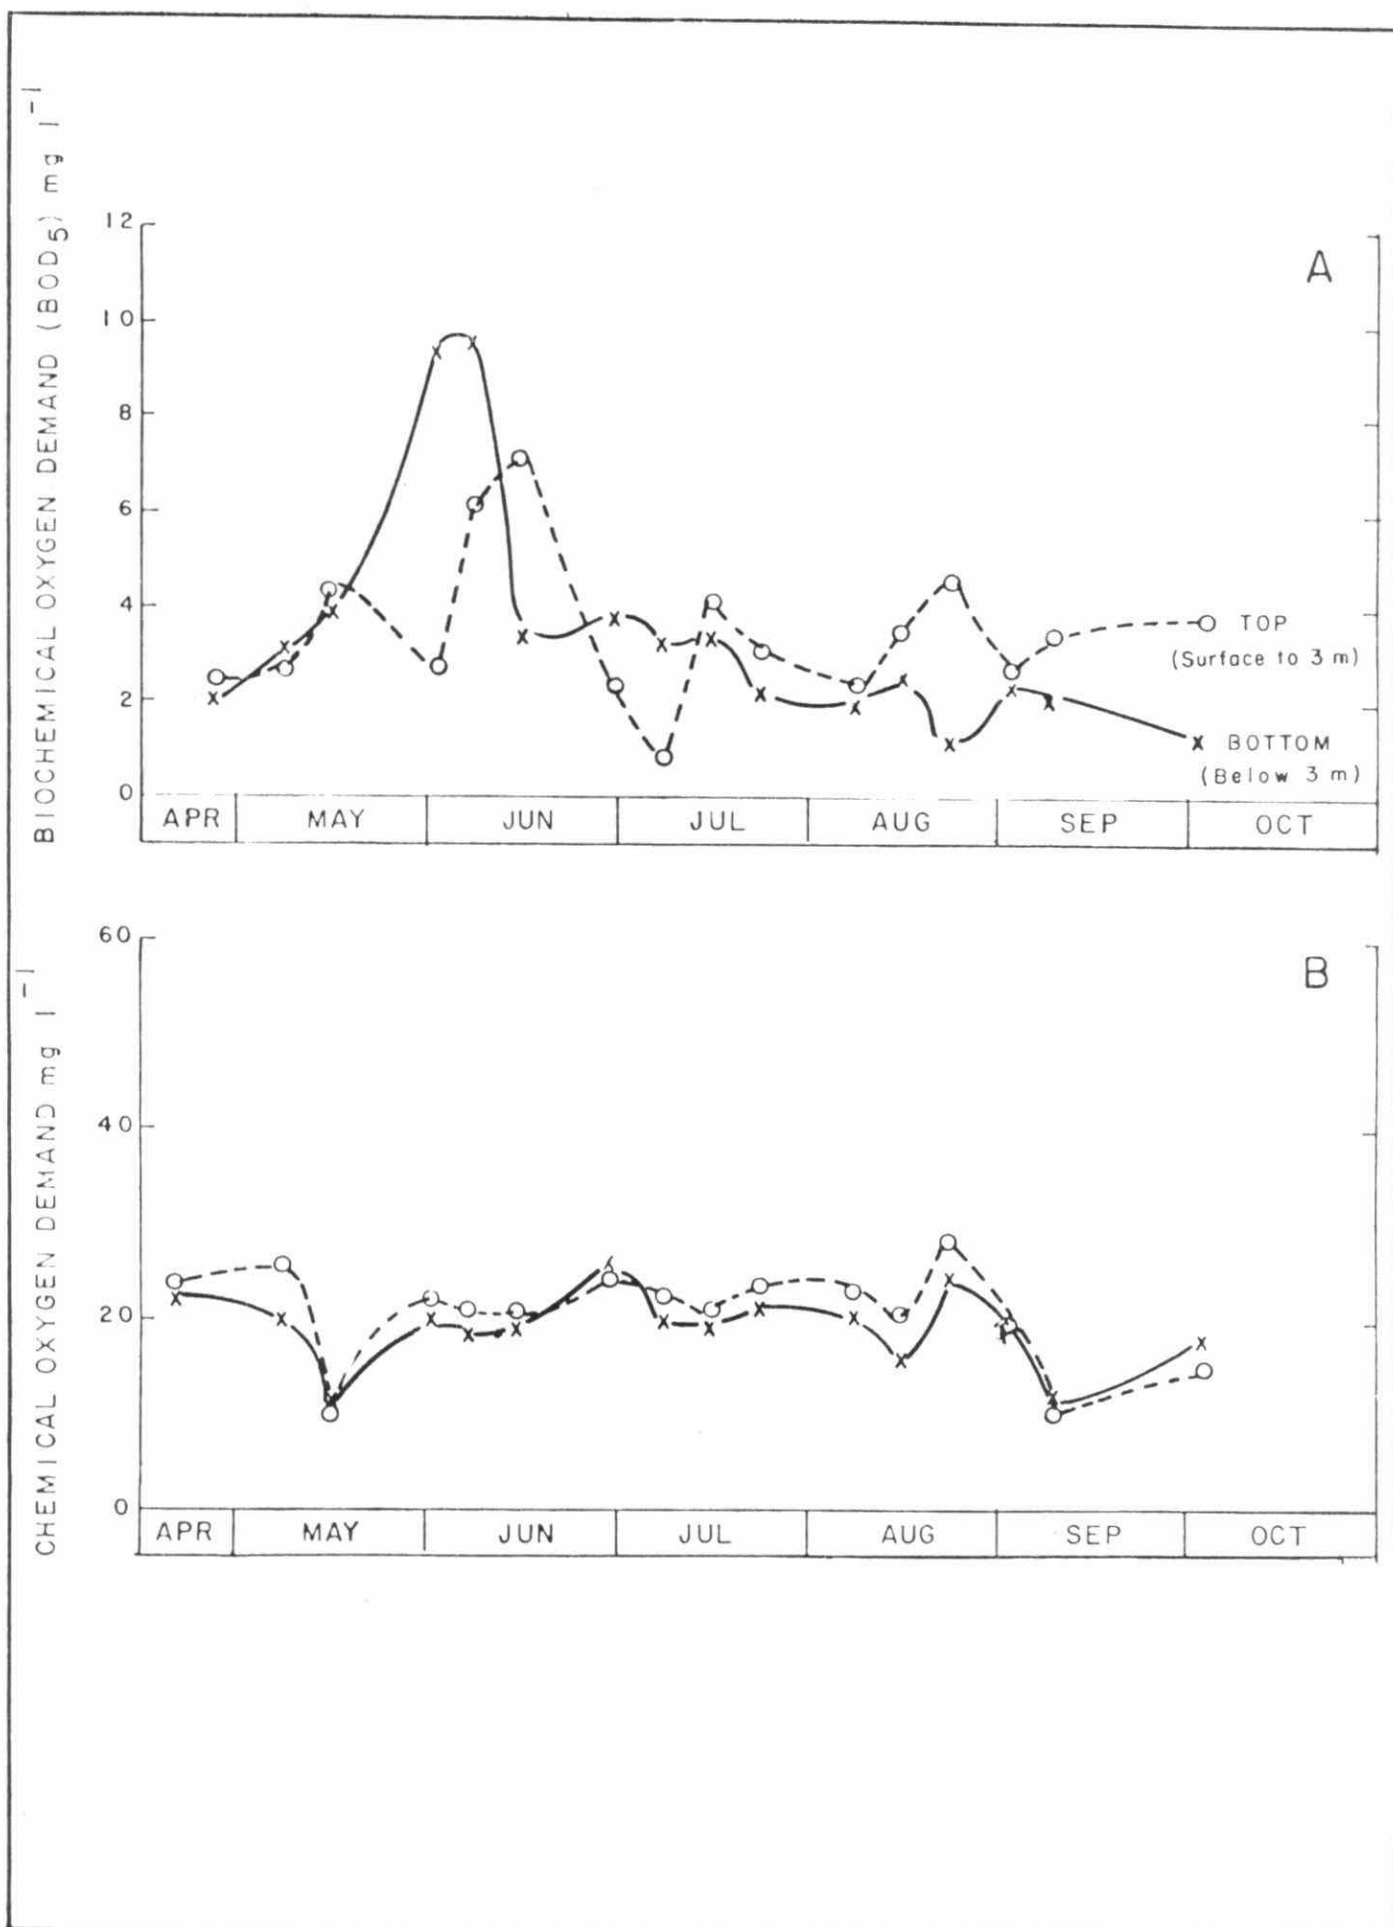 BIOCHEMICAL OXYGEN DEMAND (BOD5) mg l-1
12
10
8
6
4
2
0
A
TOP
(Surface to 3 m)
BOTTOM
(Below 3 m)
APR MAY JUN JUL AUG SEP OCT
CHEMICAL OXYGEN DEMAND mg l-1
60
40
20
0
B
APR MAY JUN JUL AUG SEP OCT